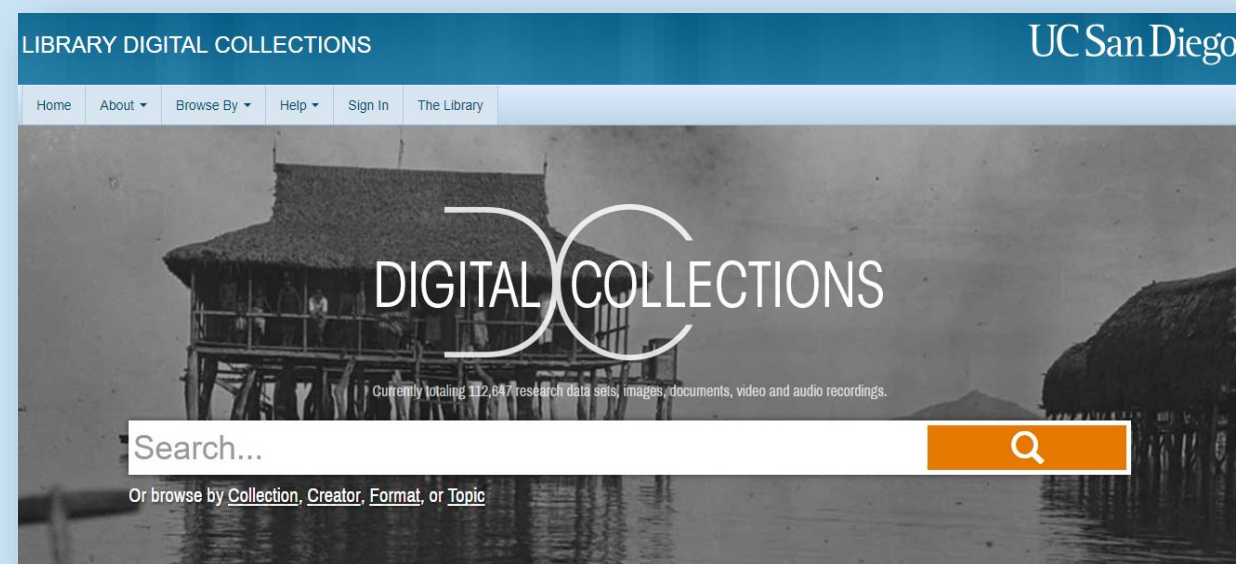 LIBRARY DIGITAL COLLECTIONS
UC San Diego
Home About Browse By Help Sign In The Library
DIGITAL COLLECTIONS
Currently totaling 112,647 research data sets, images, documents, video and audio recordings.
Search...
Or browse by Collection, Creator, Format, or Topic